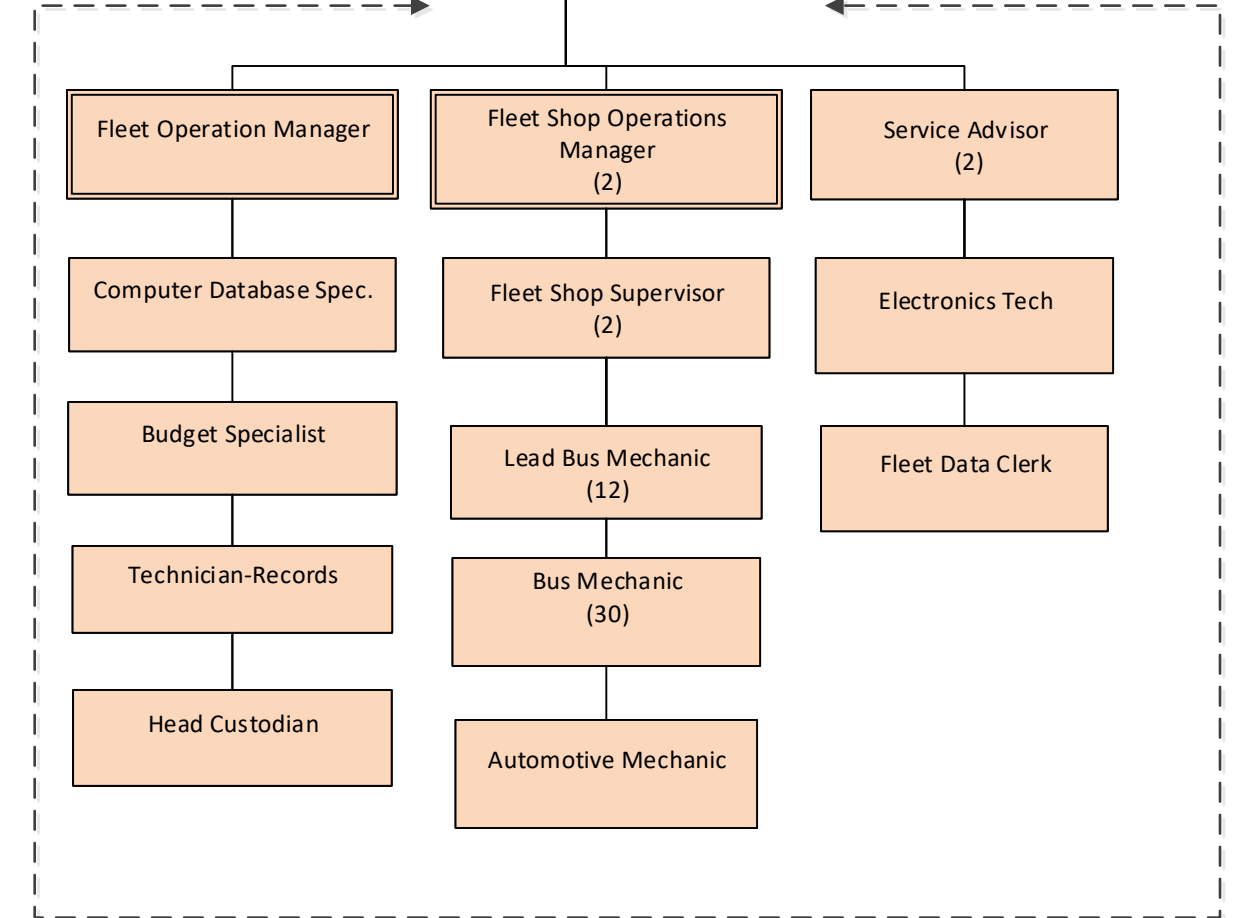 Fleet Operation Manager
Fleet Shop Operations
Manager
(2)
Service Advisor
(2)
Computer Database Spec.
Fleet Shop Supervisor
(2)
Electronics Tech
Budget Specialist
Lead Bus Mechanic
(12)
Fleet Data Clerk
Technician-Records
Bus Mechanic
(30)
Head Custodian
Automotive Mechanic